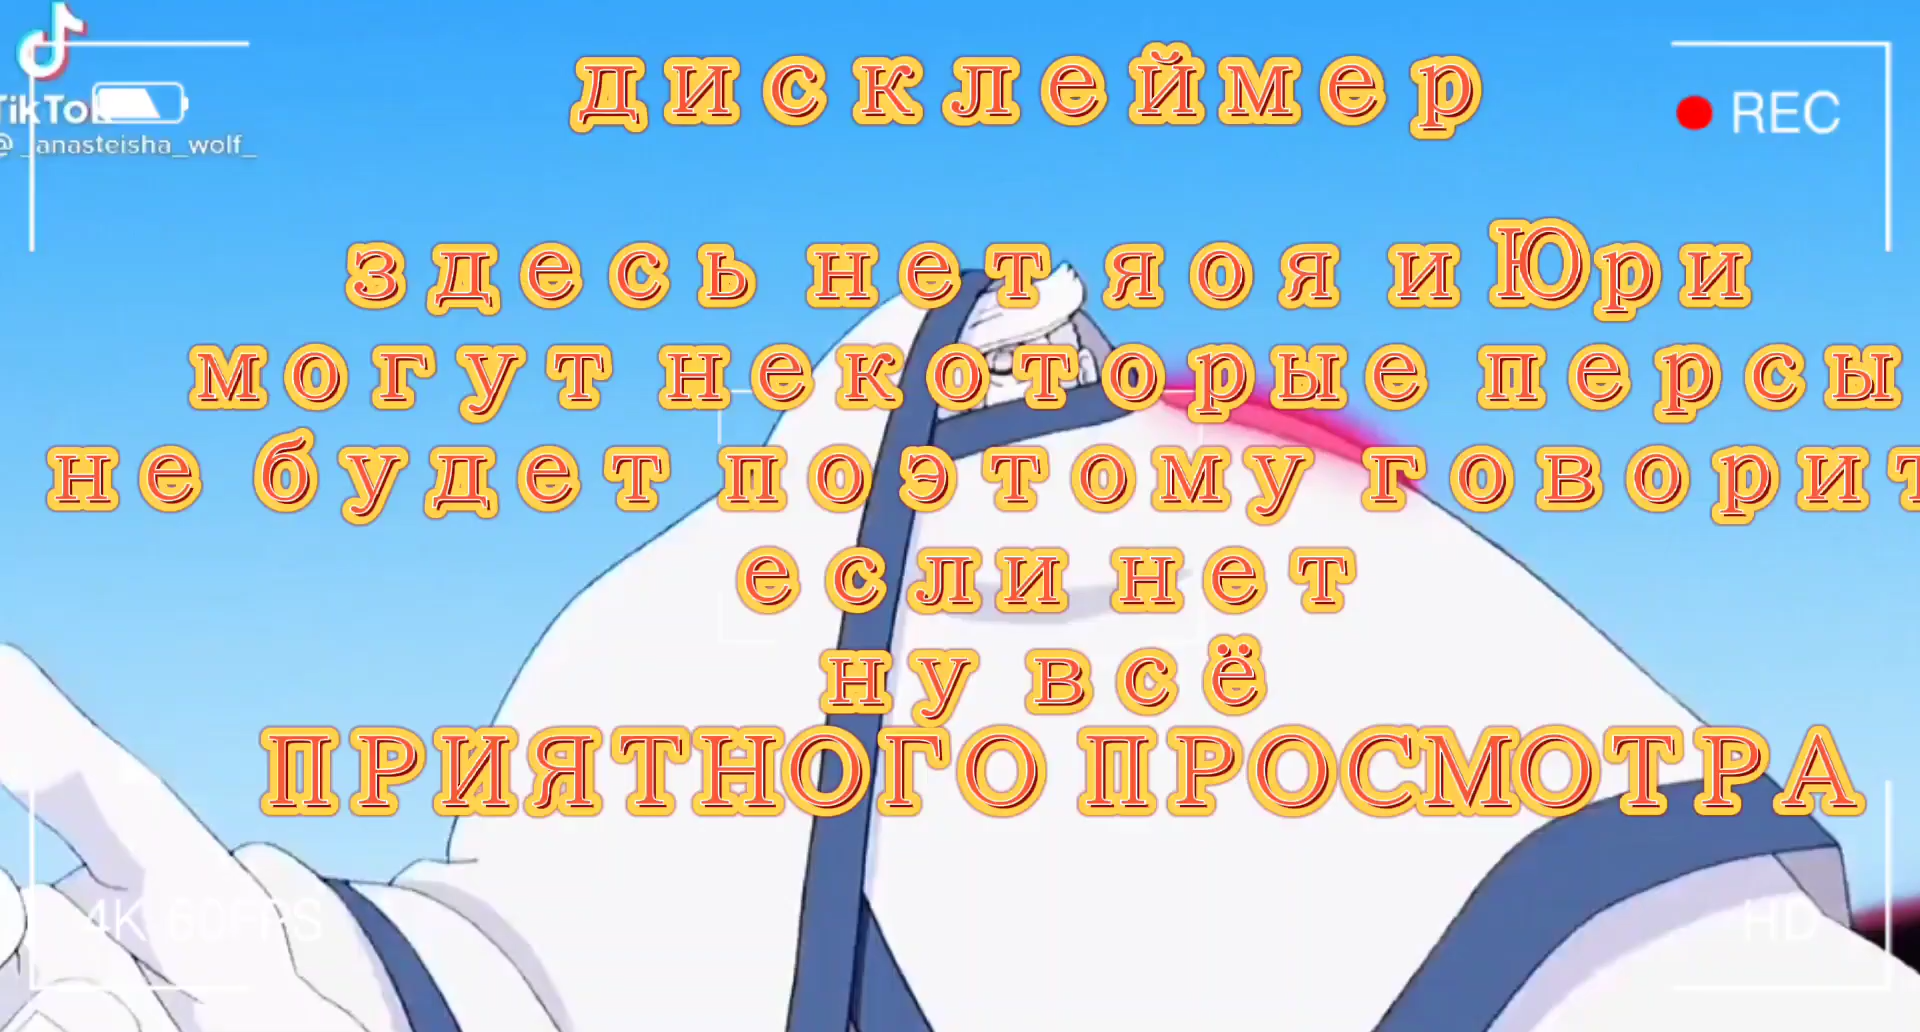 TikTok
@_anasteisha_wolf_
REC
дисклеймер
здесь нет яоя и Юри
могут некоторые персы
не будет поэтому говорит
если нет
ну всё
ПРИЯТНОГО ПРОСМОТРА
4K 60FPS
HD